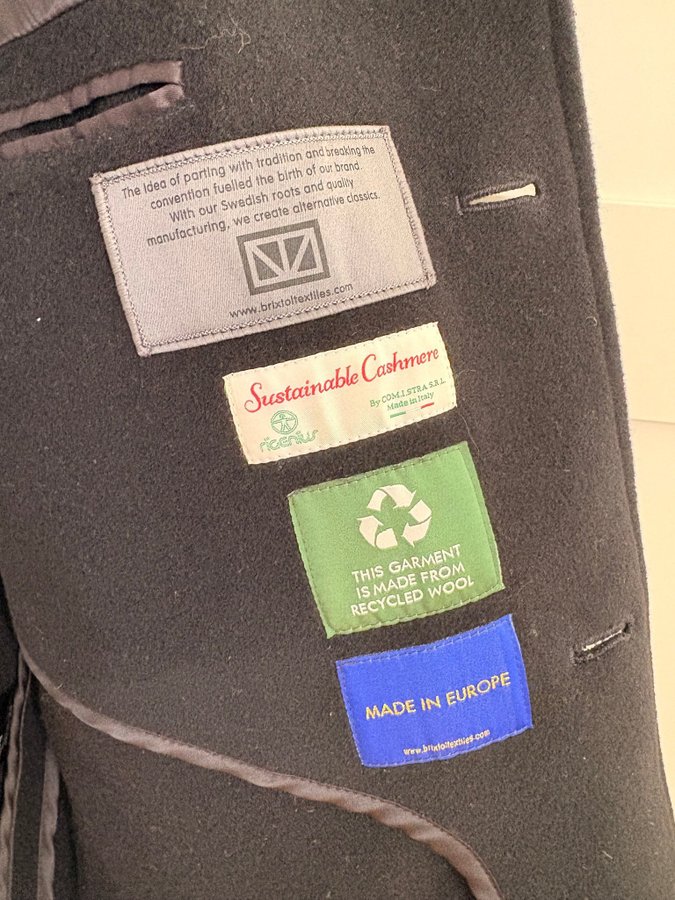 The idea of parting with tradition and breaking the
convention fuelled the birth of our brand.
With our Swedish roots and quality
manufacturing, we create alternative classics.
www.brixtoltextiles.com
Sustainable Cashmere
By COM.I.STRA S.R.L.
Made in Italy
ricenius
THIS GARMENT
IS MADE FROM
RECYCLED WOOL
MADE IN EUROPE
www.brixtoltextiles.com